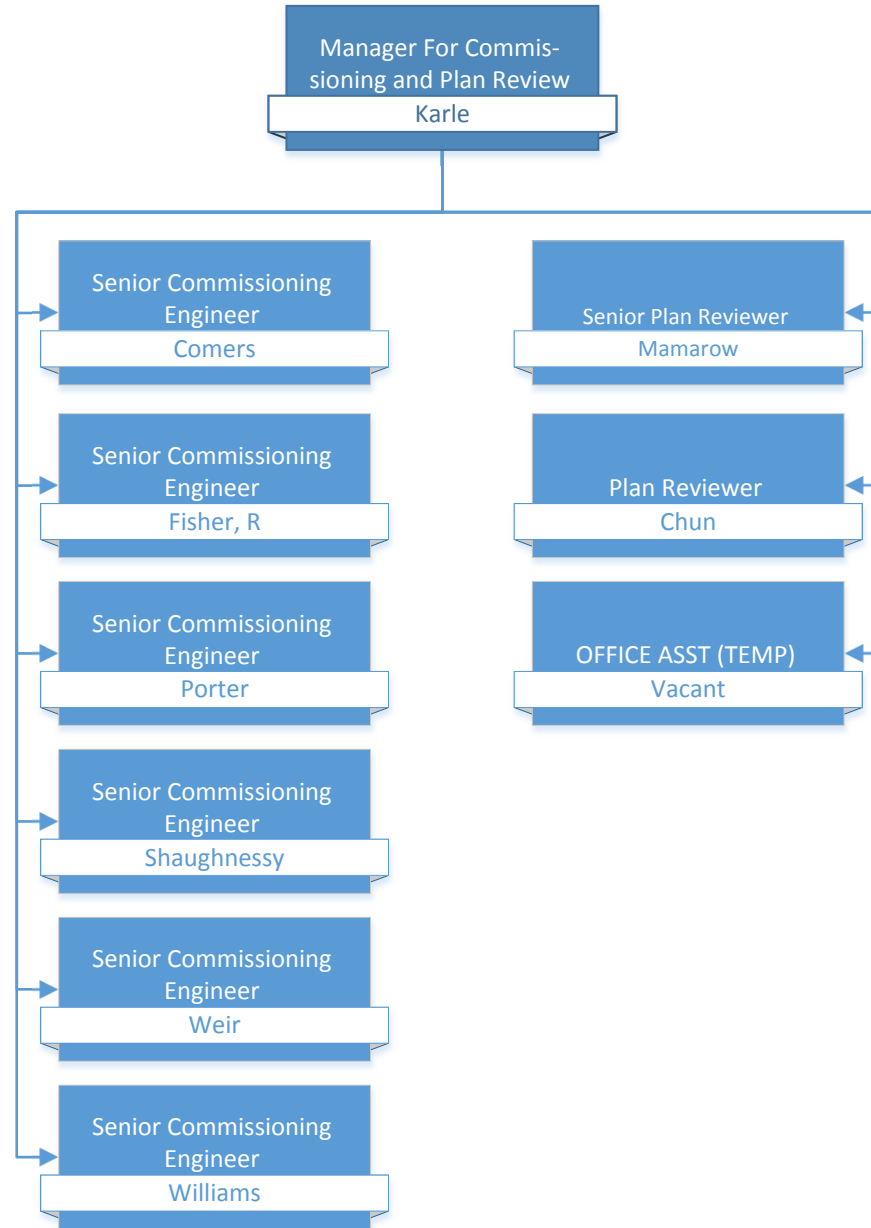 Manager For Commis-
sioning and Plan Review
Karle
Senior Commissioning
Engineer
Comers
Senior Commissioning
Engineer
Fisher, R
Senior Commissioning
Engineer
Porter
Senior Commissioning
Engineer
Shaughnessy
Senior Commissioning
Engineer
Weir
Senior Commissioning
Engineer
Williams
Senior Plan Reviewer
Mamarow
Plan Reviewer
Chun
OFFICE ASST (TEMP)
Vacant